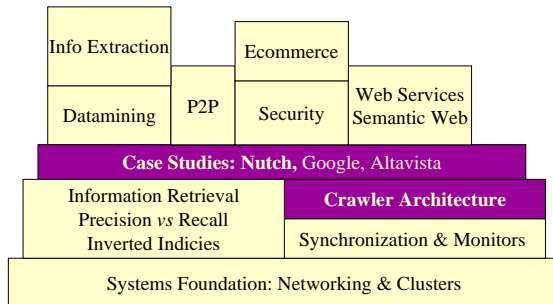 Info Extraction
Ecommerce
P2P
Web Services
Semantic Web
Datamining
Security
Case Studies: Nutch, Google, Altavista
Information Retrieval
Precision vs Recall
Inverted Indicies
Crawler Architecture
Synchronization & Monitors
Systems Foundation: Networking & Clusters